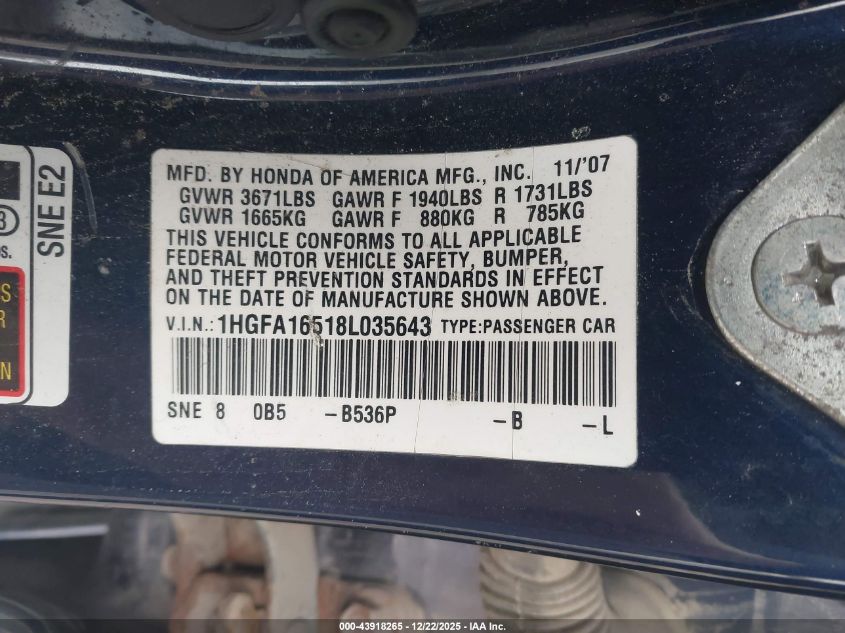 MFD. BY HONDA OF AMERICA MFG., INC. 11/'07
GVWR 3671LBS GAWR F 1940LBS R 1731LBS
GVWR 1665KG GAWR F 880KG R 785KG
THIS VEHICLE CONFORMS TO ALL APPLICABLE
FEDERAL MOTOR VEHICLE SAFETY, BUMPER,
AND THEFT PREVENTION STANDARDS IN EFFECT
ON THE DATE OF MANUFACTURE SHOWN ABOVE.
V.I.N.: 1HGFA16518L035643 TYPE:PASSENGER CAR
SNE 8 0B5 -B536P -B -L
SNE E2
000-43918265 - 12/22/2025 - IAA Inc.